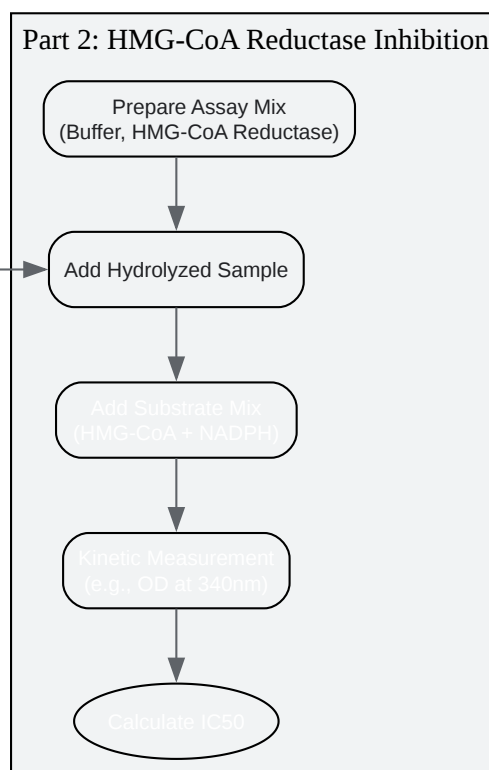 Part 2: HMG-CoA Reductase Inhibition
Prepare Assay Mix
(Buffer, HMG-CoA Reductase)
Add Hydrolyzed Sample
Add Substrate Mix
(HMG-CoA + NADPH)
Kinetic Measurement
(e.g., OD at 340nm)
Calculate IC50